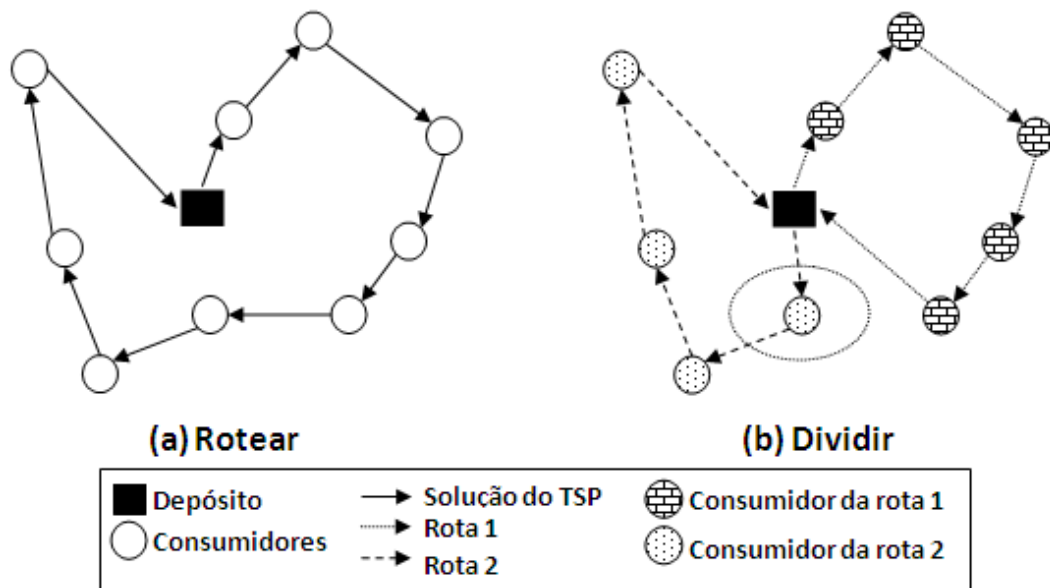 (a) Rotear
(b) Dividir
Depósito
Consumidores
Solução do TSP
Rota 1
Rota 2
Consumidor da rota 1
Consumidor da rota 2